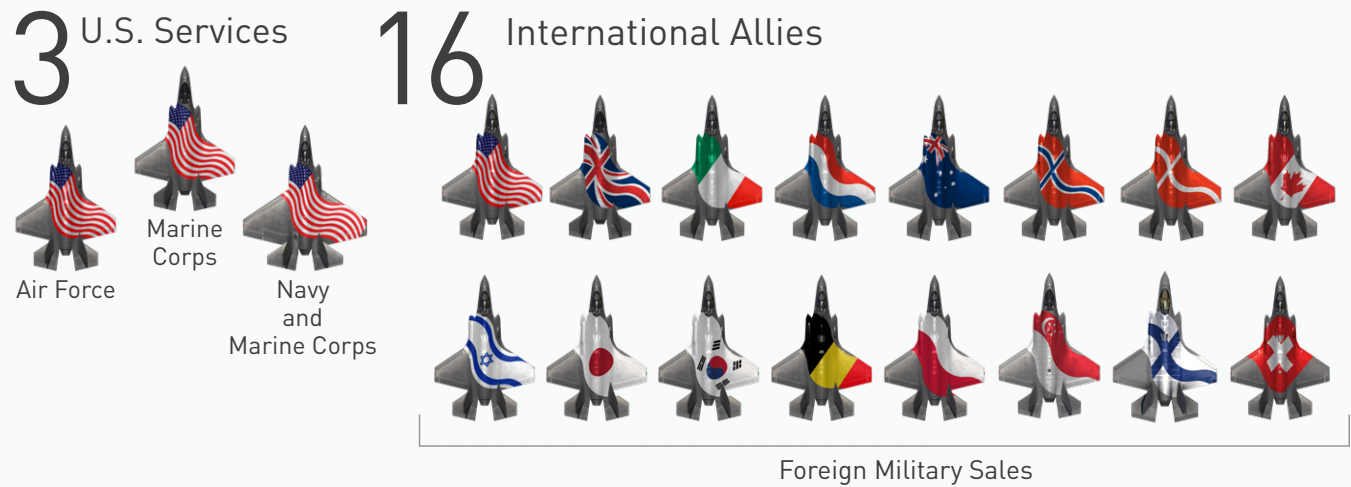 3 U.S. Services
Air Force
Marine
Corps
Navy
and
Marine Corps
16 International Allies
Foreign Military Sales